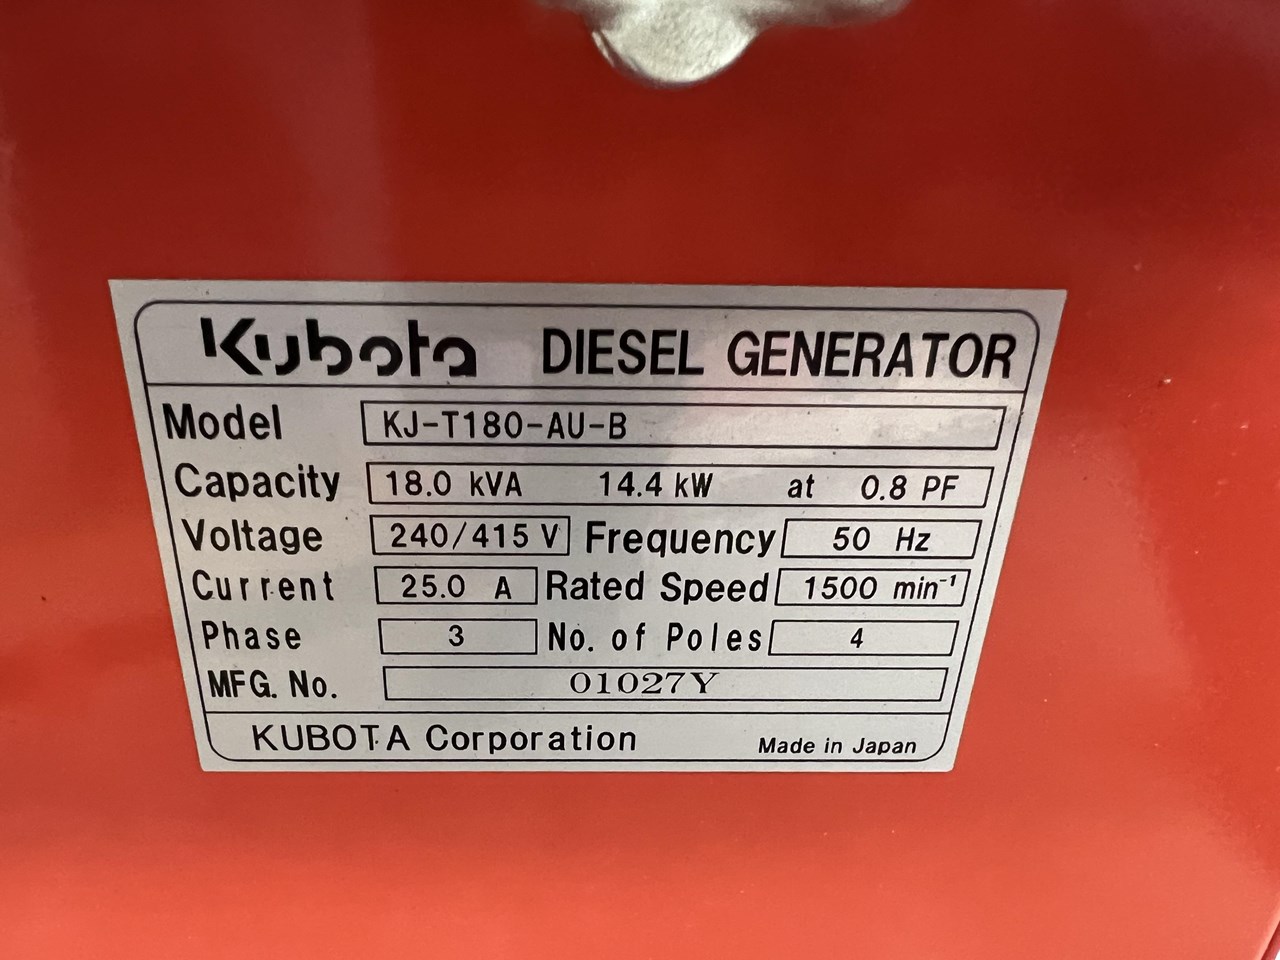 Kubota DIESEL GENERATOR
Model KJ-T180-AU-B
Capacity 18.0 kVA 14.4 kW at 0.8 PF
Voltage 240/415 V Frequency 50 Hz
Current 25.0 A Rated Speed 1500 min⁻¹
Phase 3 No. of Poles 4
MFG. No. 01027Y
KUBOTA Corporation Made in Japan